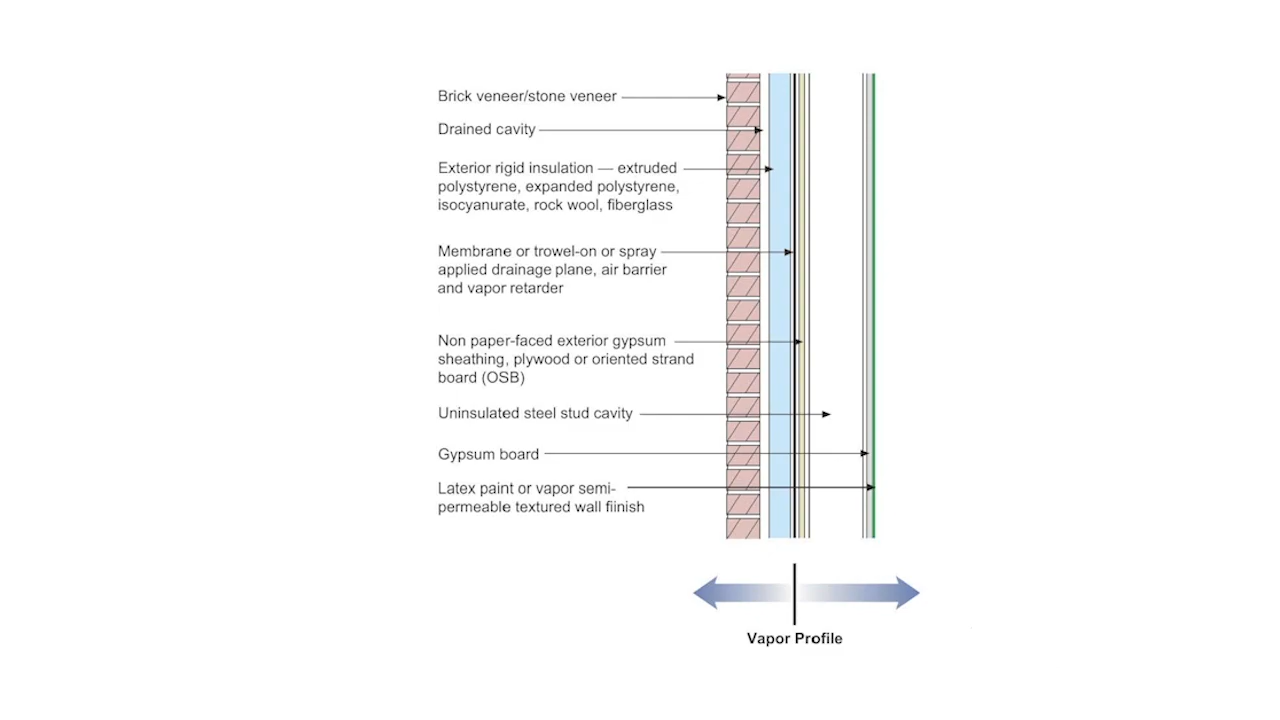 Brick veneer/stone veneer
Drained cavity
Exterior rigid insulation — extruded
polystyrene, expanded polystyrene,
isocyanurate, rock wool, fiberglass
Membrane or trowel-on or spray
applied drainage plane, air barrier
and vapor retarder
Non paper-faced exterior gypsum
sheathing, plywood or oriented strand
board (OSB)
Uninsulated steel stud cavity
Gypsum board
Latex paint or vapor semi-
permeable textured wall fiinish
Vapor Profile